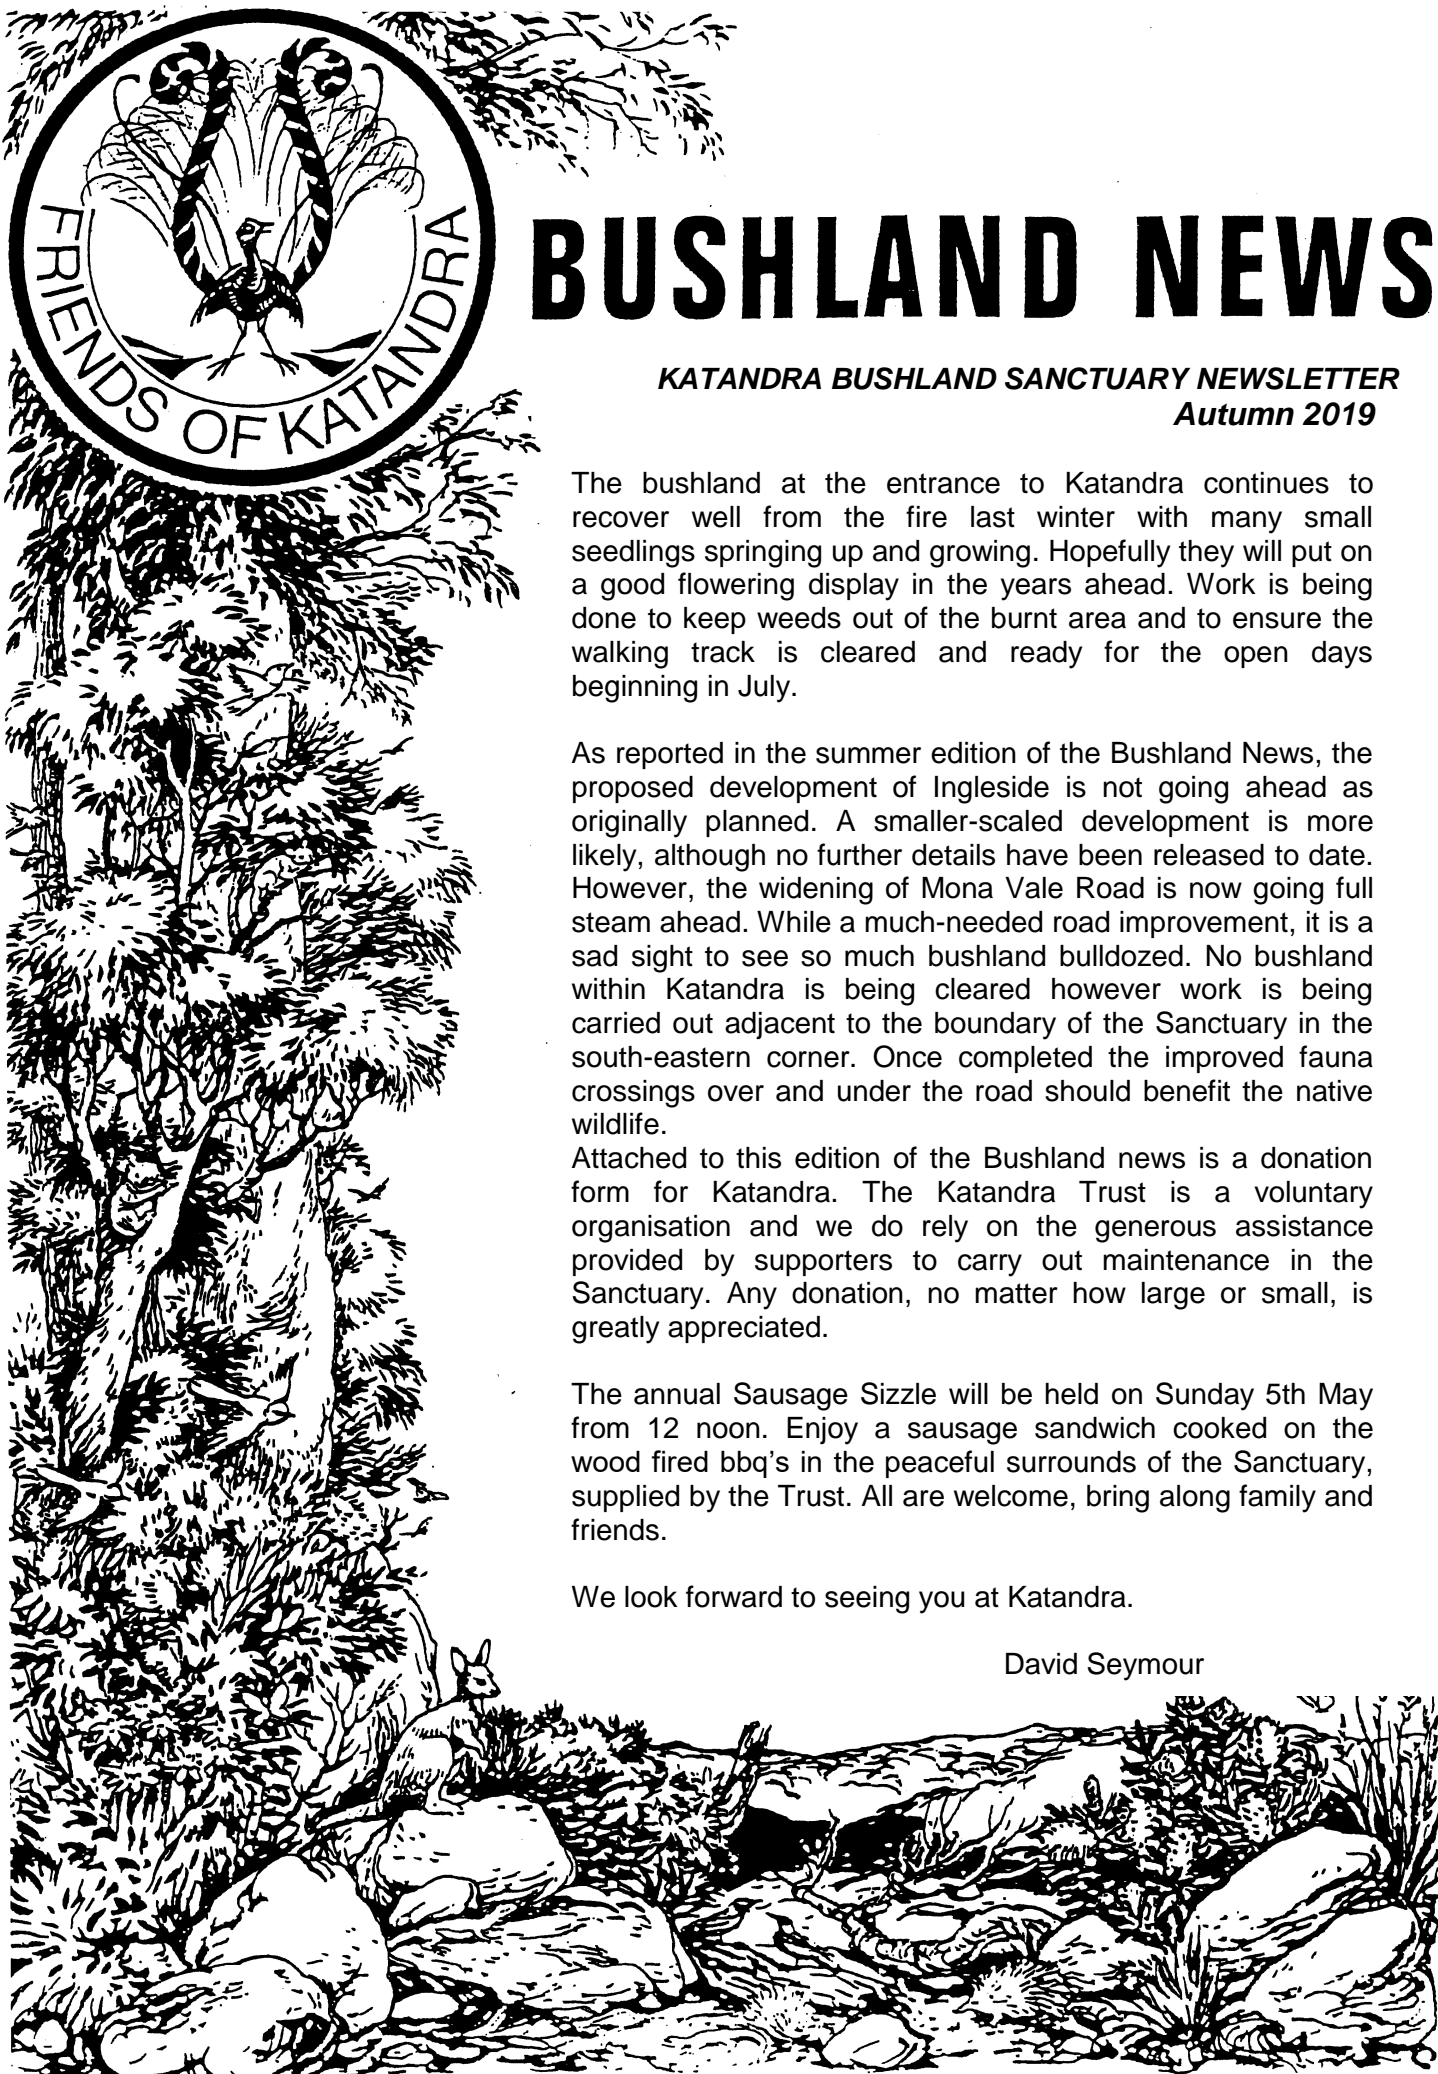 FRIENDS OF KATANDRA
BUSHLAND NEWS
KATANDRA BUSHLAND SANCTUARY NEWSLETTER
Autumn 2019
The bushland at the entrance to Katandra continues to
recover well from the fire last winter with many small
seedlings springing up and growing. Hopefully they will put on
a good flowering display in the years ahead. Work is being
done to keep weeds out of the burnt area and to ensure the
walking track is cleared and ready for the open days
beginning in July.
As reported in the summer edition of the Bushland News, the
proposed development of Ingleside is not going ahead as
originally planned. A smaller-scaled development is more
likely, although no further details have been released to date.
However, the widening of Mona Vale Road is now going full
steam ahead. While a much-needed road improvement, it is a
sad sight to see so much bushland bulldozed. No bushland
within Katandra is being cleared however work is being
carried out adjacent to the boundary of the Sanctuary in the
south-eastern corner. Once completed the improved fauna
crossings over and under the road should benefit the native
wildlife.
Attached to this edition of the Bushland news is a donation
form for Katandra. The Katandra Trust is a voluntary
organisation and we do rely on the generous assistance
provided by supporters to carry out maintenance in the
Sanctuary. Any donation, no matter how large or small, is
greatly appreciated.
The annual Sausage Sizzle will be held on Sunday 5th May
from 12 noon. Enjoy a sausage sandwich cooked on the
wood fired bbq's in the peaceful surrounds of the Sanctuary,
supplied by the Trust. All are welcome, bring along family and
friends.
We look forward to seeing you at Katandra.
David Seymour